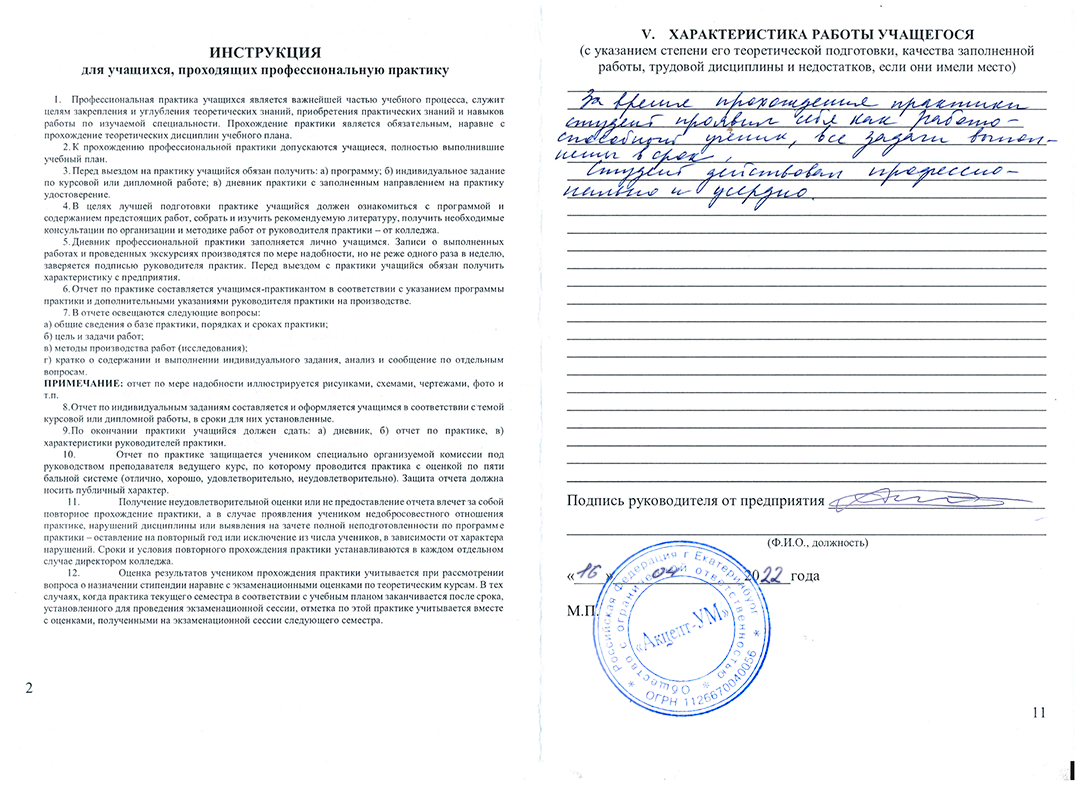 ИНСТРУКЦИЯ
для учащихся, проходящих профессиональную практику
1. Профессиональная практика учащихся является важнейшей частью учебного процесса, служит
целям закрепления и углубления теоретических знаний, приобретения практических знаний и навыков
работы по изучаемой специальности. Прохождение практики является обязательным, наравне с
прохождение теоретических дисциплин учебного плана.
2. К прохождению профессиональной практики допускаются учащиеся, полностью выполнившие
учебный план.
3. Перед выездом на практику учащийся обязан получить: а) программу; б) индивидуальное задание
по курсовой или дипломной работе; в) дневник практики с заполненным направлением на практику
удостоверение.
4. В целях лучшей подготовки практике учащийся должен ознакомиться с программой и
содержанием предстоящих работ, собрать и изучить рекомендуемую литературу, получить необходимые
консультации по организации и методике работ от руководителя практики – от колледжа.
5. Дневник профессиональной практики заполняется лично учащимся. Записи о выполненных
работах и проведенных экскурсиях производятся по мере надобности, но не реже одного раза в неделю,
заверяется подписью руководителя практик. Перед выездом с практики учащийся обязан получить
характеристику с предприятия.
6. Отчет по практике составляется учащимся-практикантом в соответствии с указанием программы
практики и дополнительными указаниями руководителя практики на производстве.
7. В отчете освещаются следующие вопросы:
а) общие сведения о базе практики, порядках и сроках практики;
б) цель и задачи работ;
в) методы производства работ (исследования);
г) кратко о содержании и выполнении индивидуального задания, анализ и сообщение по отдельным
вопросам.
ПРИМЕЧАНИЕ: отчет по мере надобности иллюстрируется рисунками, схемами, чертежами, фото и
т.п.
8. Отчет по индивидуальным заданиям составляется и оформляется учащимся в соответствии с темой
курсовой или дипломной работы, в сроки для них установленные.
9. По окончании практики учащийся должен сдать: а) дневник, б) отчет по практике, в)
характеристики руководителей практики.
10. Отчет по практике защищается учеником специально организуемой комиссии под
руководством преподавателя ведущего курс, по которому проводится практика с оценкой по пяти
бальной системе (отлично, хорошо, удовлетворительно, неудовлетворительно). Защита отчета должна
носить публичный характер.
11. Получение неудовлетворительной оценки или не предоставление отчета влечет за собой
повторное прохождение практики, а в случае проявления учеником недобросовестного отношения
практике, нарушений дисциплины или выявления на зачете полной неподготовленности по программе
практики – оставление на повторный год или исключение из числа учеников, в зависимости от характера
нарушений. Сроки и условия повторного прохождения практики устанавливаются в каждом отдельном
случае директором колледжа.
12. Оценка результатов учеником прохождения практики учитывается при рассмотрении
вопроса о назначении стипендии наравне с экзаменационными оценками по теоретическим курсам. В тех
случаях, когда практика текущего семестра в соответствии с учебным планом заканчивается после срока,
установленного для проведения экзаменационной сессии, отметка по этой практике учитывается вместе
с оценками, полученными на экзаменационной сессии следующего семестра.
2
V. ХАРАКТЕРИСТИКА РАБОТЫ УЧАЩЕГОСЯ
(с указанием степени его теоретической подготовки, качества заполненной
работы, трудовой дисциплины и недостатков, если они имели место)
За время прохождения практики
студент проявил себя как работо-
способный ученик, все задачи выпол-
нены в срок,
Студент действовал профессио-
нально и усердно.
Подпись руководителя от предприятия
(Ф.И.О., должность)
«16» 04 2022 года
М.П.
Российская Федерация г Екатеринбург
Общество с ограниченной ответственностью
«Акцепт-УМ»
ОГРН 1126670040056
11